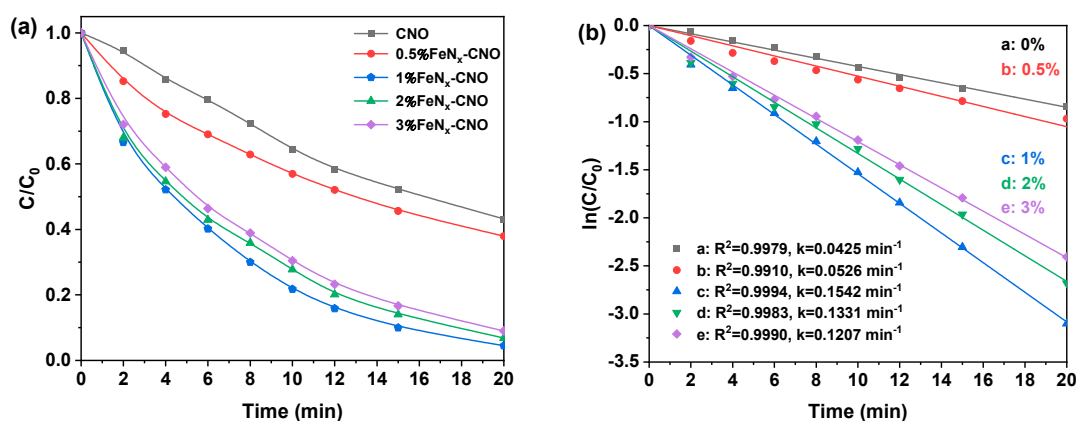 (a)
CNO
0.5%FeNx-CNO
1%FeNx-CNO
2%FeNx-CNO
3%FeNx-CNO
C/C0
1.0
0.8
0.6
0.4
0.2
0.0
0 2 4 6 8 10 12 14 16 18 20
Time (min)
(b)
a: 0%
b: 0.5%
c: 1%
d: 2%
e: 3%
a: R²=0.9979, k=0.0425 min⁻¹
b: R²=0.9910, k=0.0526 min⁻¹
c: R²=0.9994, k=0.1542 min⁻¹
d: R²=0.9983, k=0.1331 min⁻¹
e: R²=0.9990, k=0.1207 min⁻¹
ln(C/C0)
0.0
-0.5
-1.0
-1.5
-2.0
-2.5
-3.0
-3.5
0 2 4 6 8 10 12 14 16 18 20
Time (min)